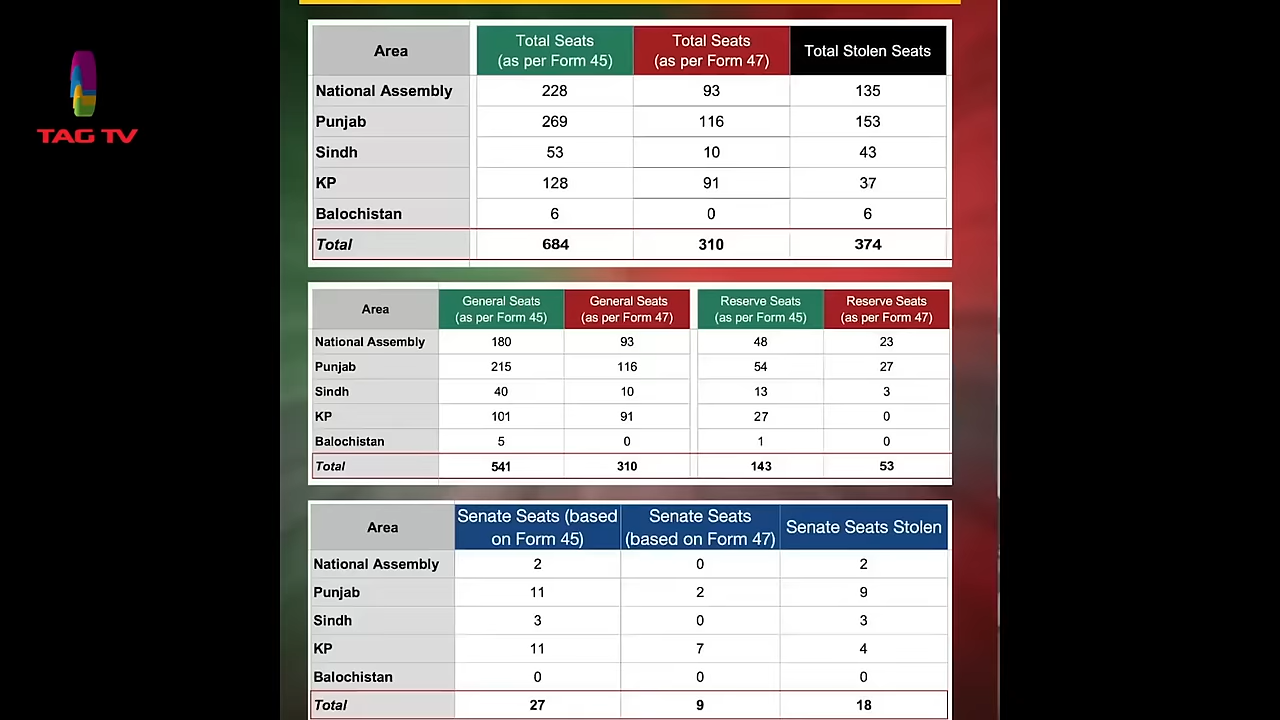 TAG TV
Area Total Seats (as per Form 45) Total Seats (as per Form 47) Total Stolen Seats
National Assembly 228 93 135
Punjab 269 116 153
Sindh 53 10 43
KP 128 91 37
Balochistan 6 0 6
Total 684 310 374
Area General Seats (as per Form 45) General Seats (as per Form 47) Reserve Seats (as per Form 45) Reserve Seats (as per Form 47)
National Assembly 180 93 48 23
Punjab 215 116 54 27
Sindh 40 10 13 3
KP 101 91 27 0
Balochistan 5 0 1 0
Total 541 310 143 53
Area Senate Seats (based on Form 45) Senate Seats (based on Form 47) Senate Seats Stolen
National Assembly 2 0 2
Punjab 11 2 9
Sindh 3 0 3
KP 11 7 4
Balochistan 0 0 0
Total 27 9 18